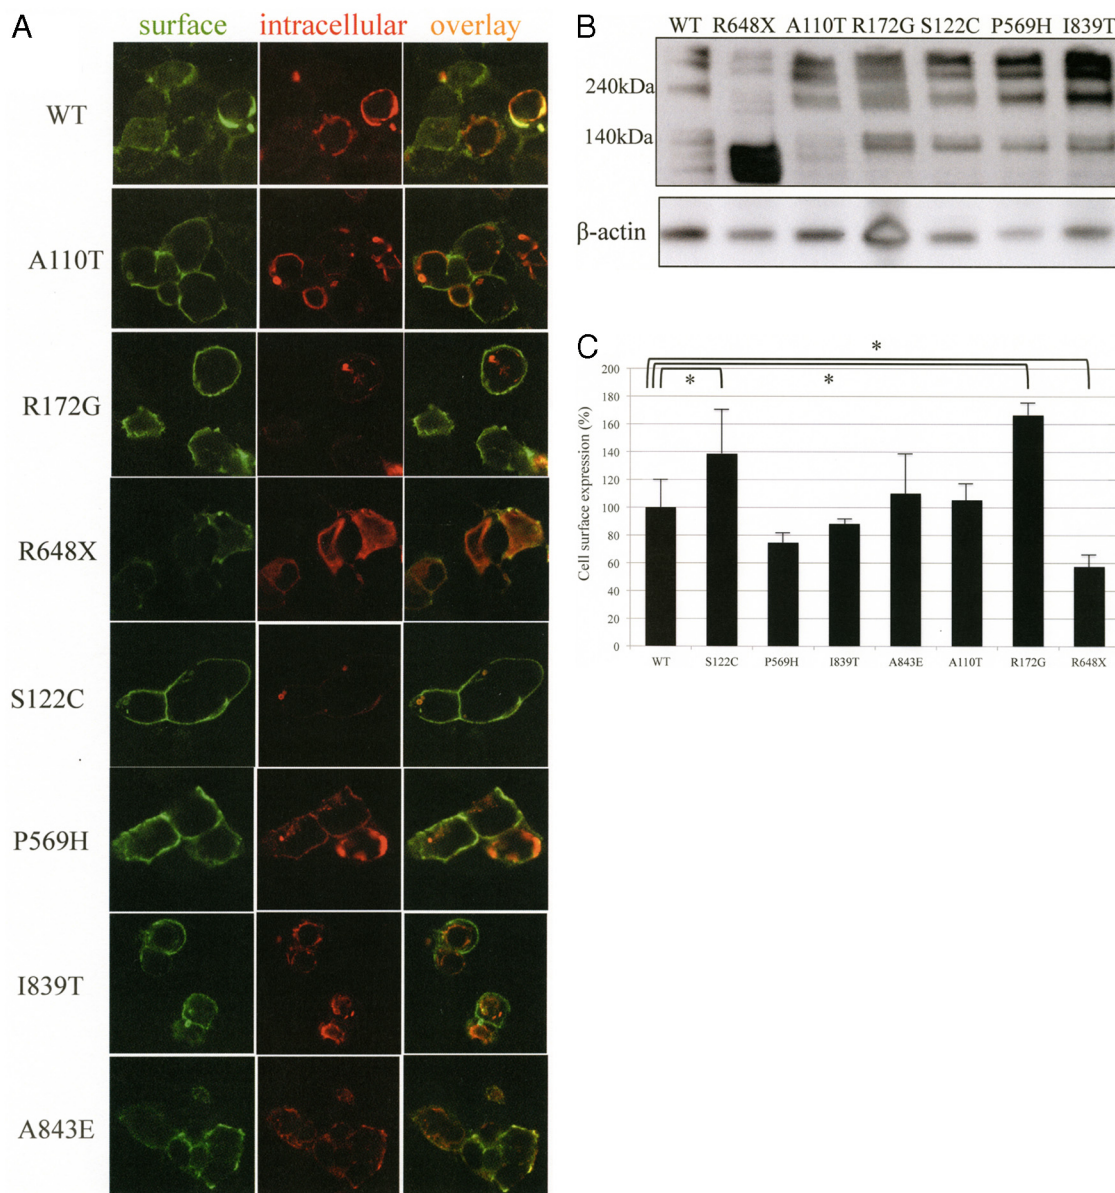 A
surface intracellular overlay
WT
A110T
R172G
R648X
S122C
P569H
I839T
A843E
B
WT R648X A110T R172G S122C P569H I839T
240kDa
140kDa
β-actin
C
* 
* *
Cell surface expression (%)
200
180
160
140
120
100
80
60
40
20
0
WT S122C P569H I839T A843E A110T R172G R648X